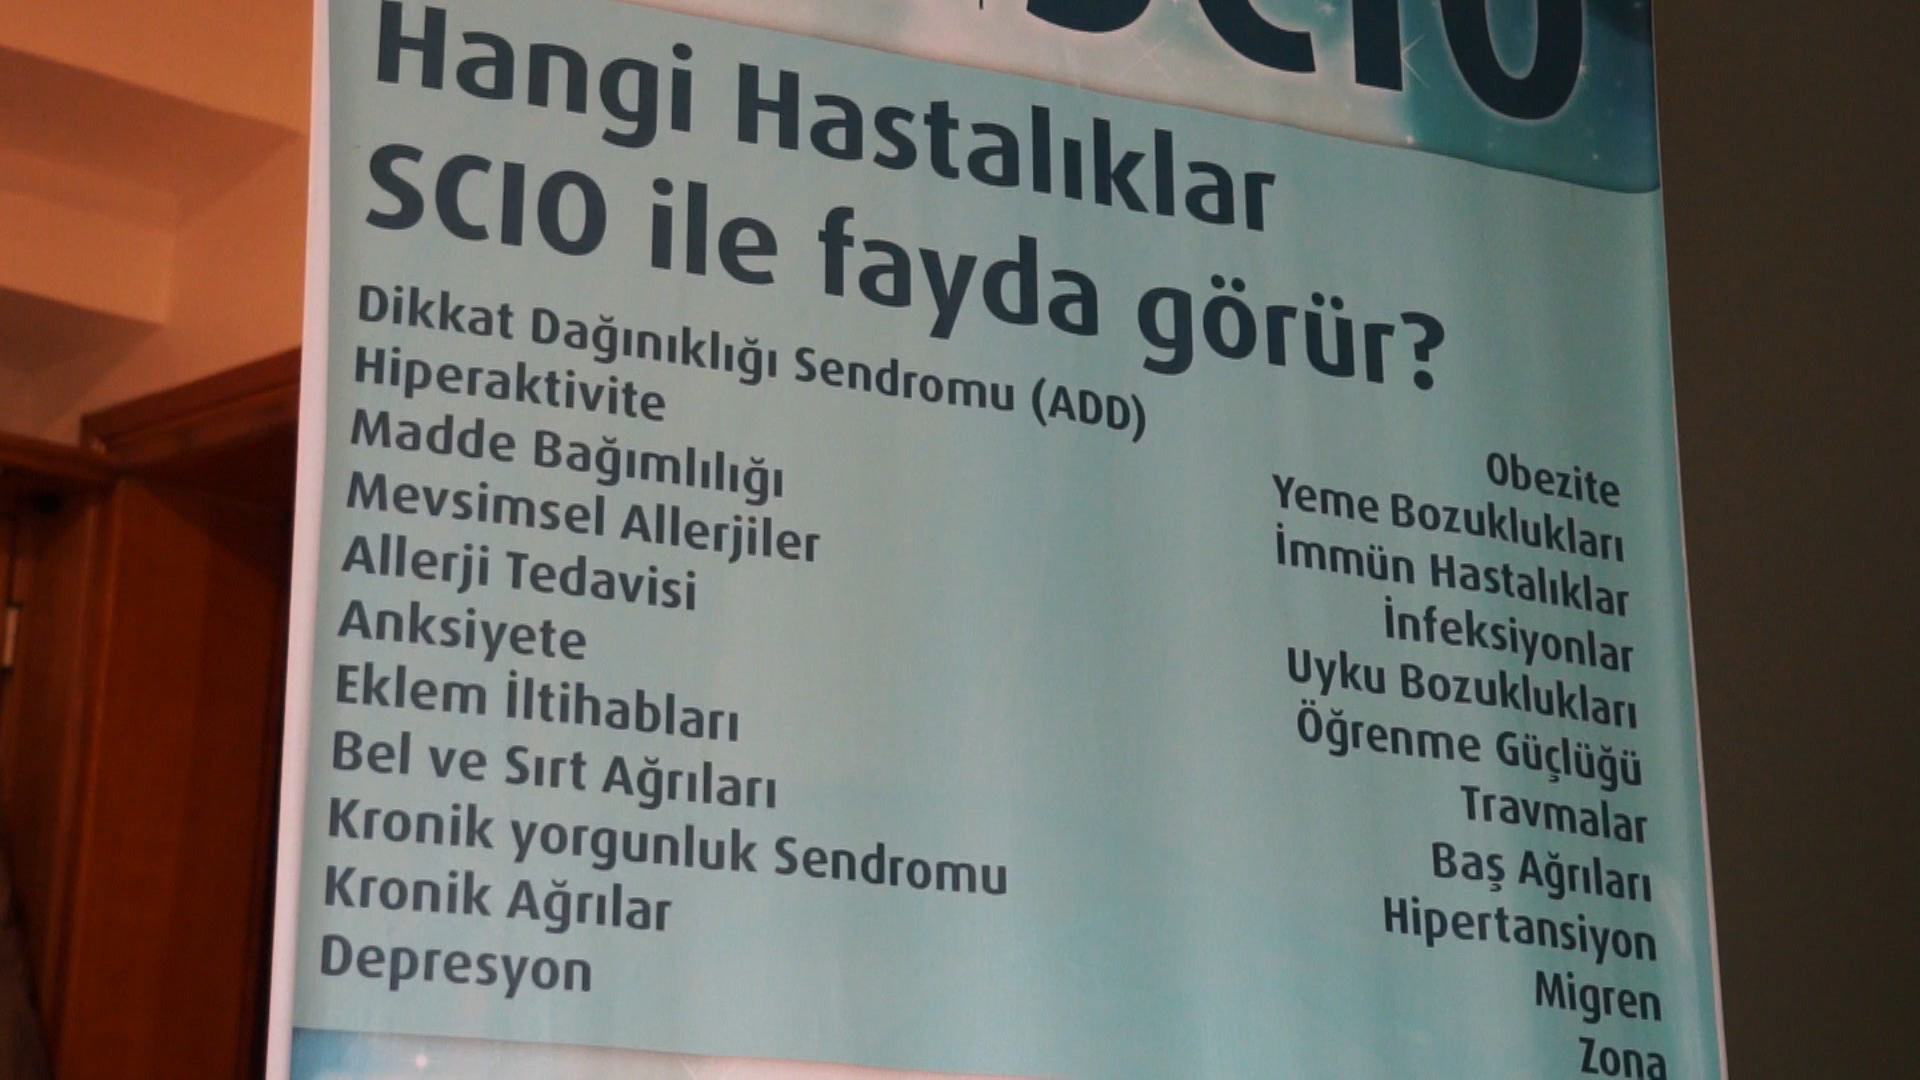 SCIO
Hangi Hastalıklar
SCIO ile fayda görür?
Dikkat Dağınıklığı Sendromu (ADD)
Hiperaktivite
Madde Bağımlılığı
Mevsimsel Allerjiler
Allerji Tedavisi
Anksiyete
Eklem İltihabları
Bel ve Sırt Ağrıları
Kronik yorgunluk Sendromu
Kronik Ağrılar
Depresyon
Obezite
Yeme Bozuklukları
İmmün Hastalıklar
İnfeksiyonlar
Uyku Bozuklukları
Öğrenme Güçlüğü
Travmalar
Baş Ağrıları
Hipertansiyon
Migren
Zona